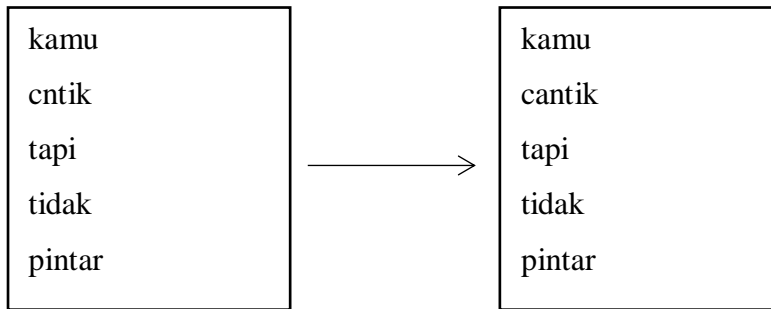 kamu
cntik
tapi
tidak
pintar
kamu
cantik
tapi
tidak
pintar